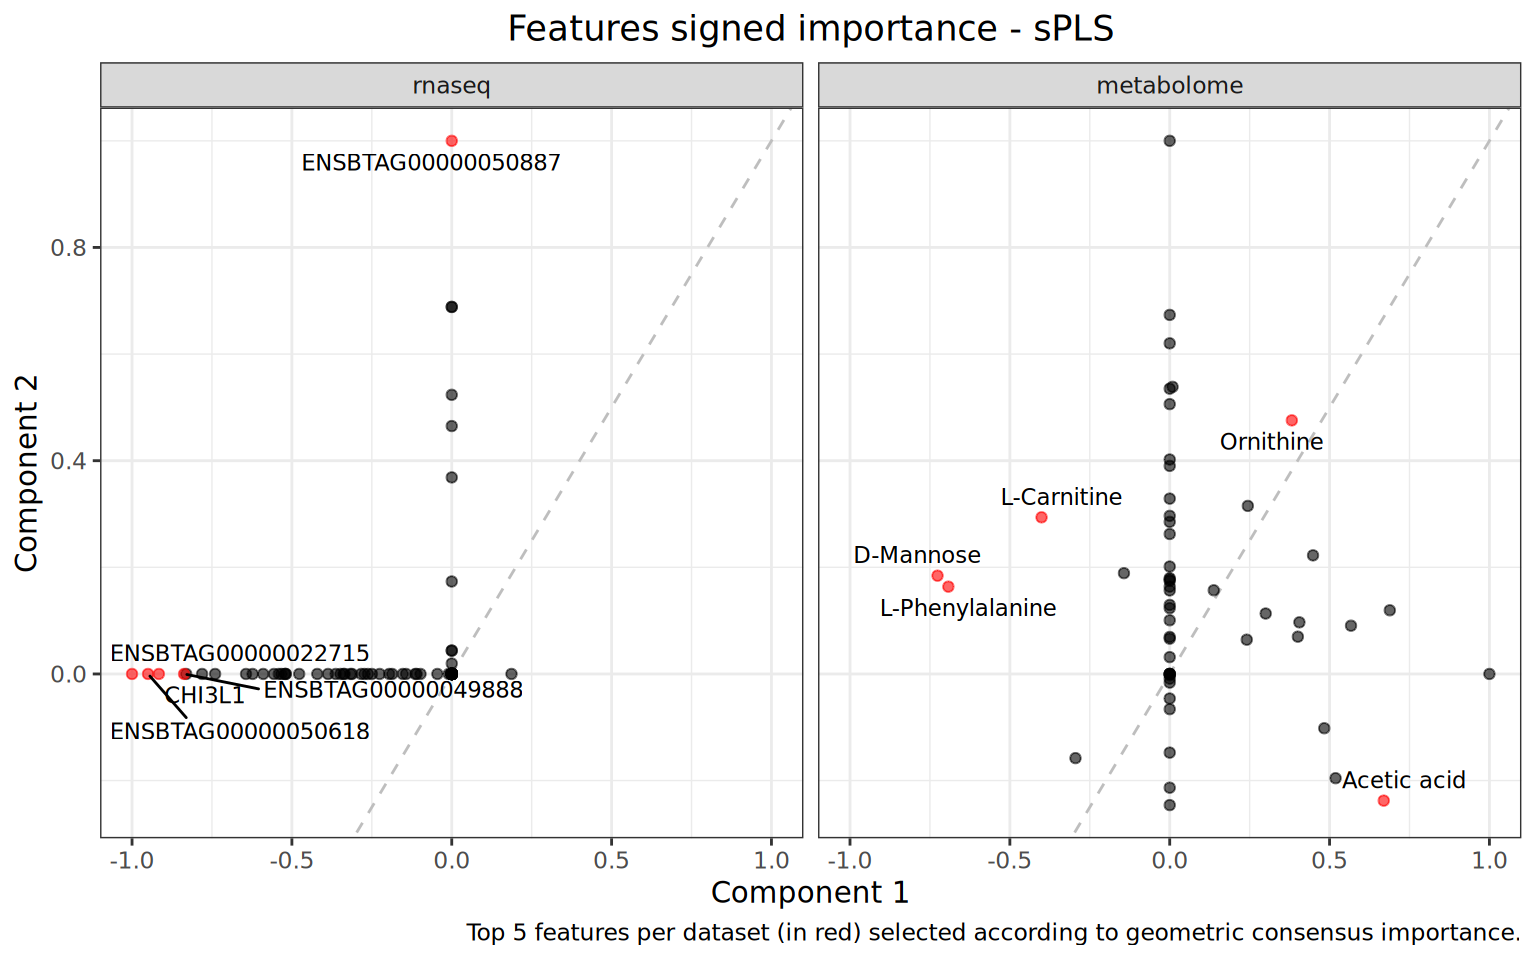 Features signed importance - sPLS
rnaseq
metabolome
ENSBTAG00000050887
0.8
0.4
Ornithine
L-Carnitine
D-Mannose
L-Phenylalanine
ENSBTAG00000022715
0.0
ENSBTAG00000049888
CHI3L1
ENSBTAG00000050618
Acetic acid
Component 2
-1.0 -0.5 0.0 0.5 1.0
-1.0 -0.5 0.0 0.5 1.0
Component 1
Top 5 features per dataset (in red) selected according to geometric consensus importance.